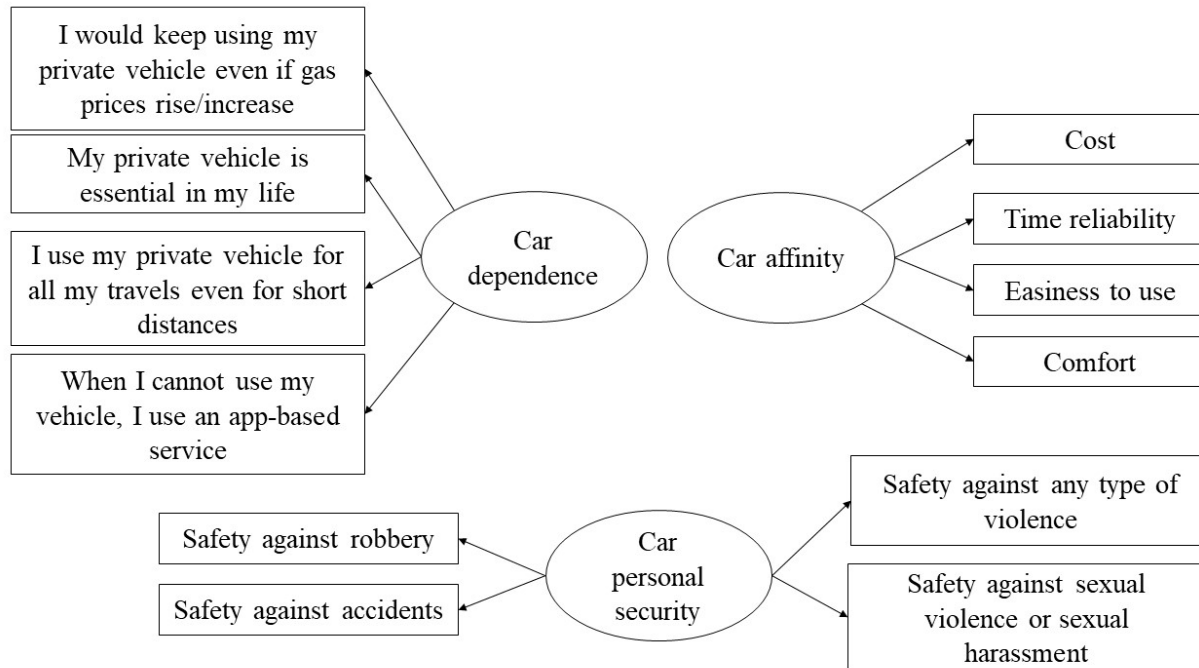 I would keep using my
private vehicle even if gas
prices rise/increase
My private vehicle is
essential in my life
I use my private vehicle for
all my travels even for short
distances
When I cannot use my
vehicle, I use an app-based
service
Car
dependence
Car affinity
Cost
Time reliability
Easiness to use
Comfort
Safety against robbery
Safety against accidents
Car
personal
security
Safety against any type of
violence
Safety against sexual
violence or sexual
harassment